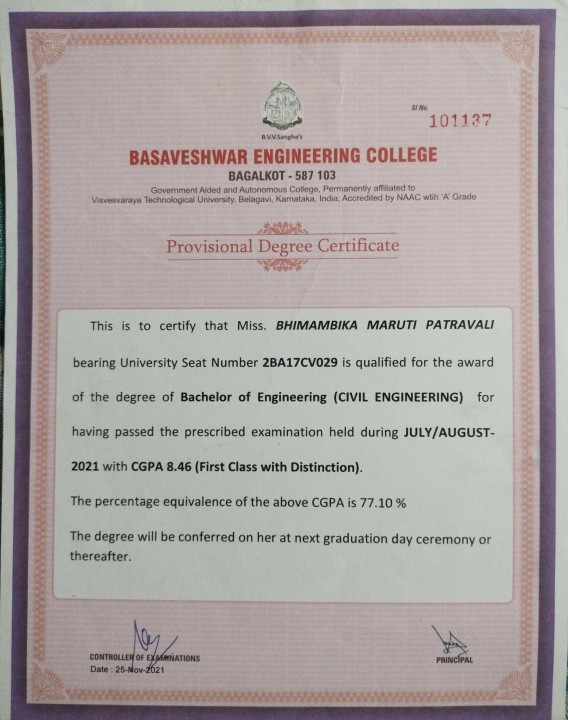 Sl No.
101137
B.V.V.Sangha's
BASAVESHWAR ENGINEERING COLLEGE
BAGALKOT - 587 103
Government Aided and Autonomous College, Permanently affiliated to
Visvesvaraya Technological University, Belagavi, Karnataka, India; Accredited by NAAC wtih 'A' Grade
Provisional Degree Certificate
This is to certify that Miss. BHIMAMBIKA MARUTI PATRAVALI
bearing University Seat Number 2BA17CV029 is qualified for the award
of the degree of Bachelor of Engineering (CIVIL ENGINEERING) for
having passed the prescribed examination held during JULY/AUGUST-
2021 with CGPA 8.46 (First Class with Distinction).
The percentage equivalence of the above CGPA is 77.10 %
The degree will be conferred on her at next graduation day ceremony or
thereafter.
CONTROLLER OF EXAMINATIONS
Date : 25-Nov-2021
PRINCIPAL